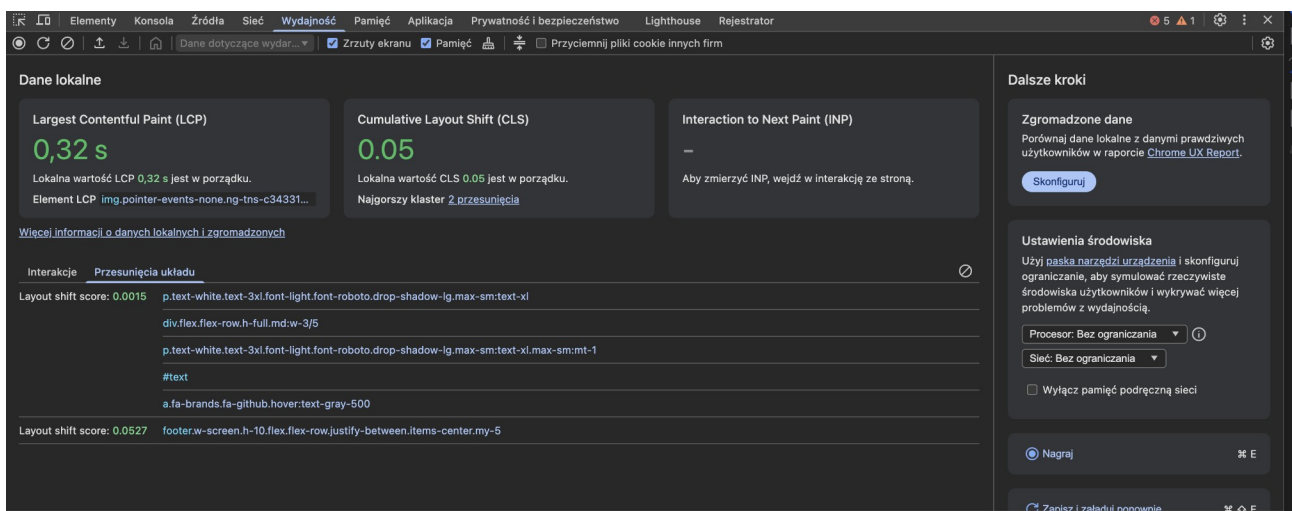 Elementy Konsola Źródła Sieć Wydajność Pamięć Aplikacja Prywatność i bezpieczeństwo Lighthouse Rejestrator 5 1
Dane dotyczące wydar... Zrzuty ekranu Pamięć Przyciemnij pliki cookie innych firm
Dane lokalne
Largest Contentful Paint (LCP)
0,32 s
Lokalna wartość LCP 0,32 s jest w porządku.
Element LCP img.pointer-events-none.ng-tns-c34331...
Cumulative Layout Shift (CLS)
0.05
Lokalna wartość CLS 0.05 jest w porządku.
Najgorszy klaster 2 przesunięcia
Interaction to Next Paint (INP)
-
Aby zmierzyć INP, wejdź w interakcję ze stroną.
Więcej informacji o danych lokalnych i zgromadzonych
Interakcje Przesunięcia układu
Layout shift score: 0.0015 p.text-white.text-3xl.font-light.font-roboto.drop-shadow-lg.max-sm:text-xl
div.flex.flex-row.h-full.md:w-3/5
p.text-white.text-3xl.font-light.font-roboto.drop-shadow-lg.max-sm:text-xl.max-sm:mt-1
#text
a.fa-brands.fa-github.hover:text-gray-500
Layout shift score: 0.0527 footer.w-screen.h-10.flex.flex-row.justify-between.items-center.my-5
Dalsze kroki
Zgromadzone dane
Porównaj dane lokalne z danymi prawdziwych
użytkowników w raporcie Chrome UX Report.
Skonfiguruj
Ustawienia środowiska
Użyj paska narzędzi urządzenia i skonfiguruj
ograniczanie, aby symulować rzeczywiste
środowiska użytkowników i wykrywać więcej
problemów z wydajnością.
Procesor: Bez ograniczania
Sieć: Bez ograniczania
Wyłącz pamięć podręczną sieci
Nagraj ⌘ E
Zapisz i załaduj ponownie ⌘ ⇧ E